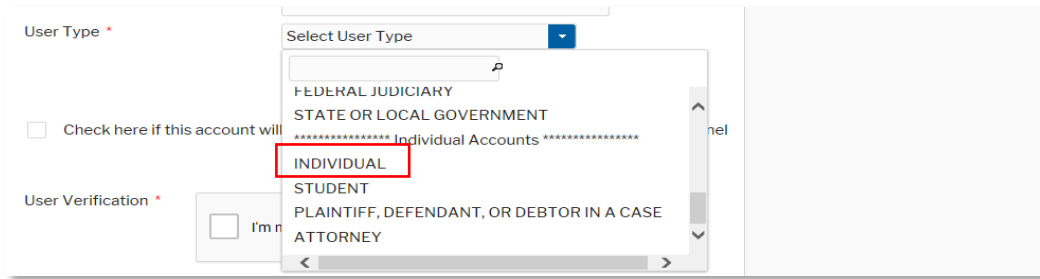 User Type *
Select User Type
FEDERAL JUDICIARY
STATE OR LOCAL GOVERNMENT
Check here if this account will
**************** Individual Accounts ****************
nel
INDIVIDUAL
STUDENT
User Verification *
PLAINTIFF, DEFENDANT, OR DEBTOR IN A CASE
I'm
ATTORNEY